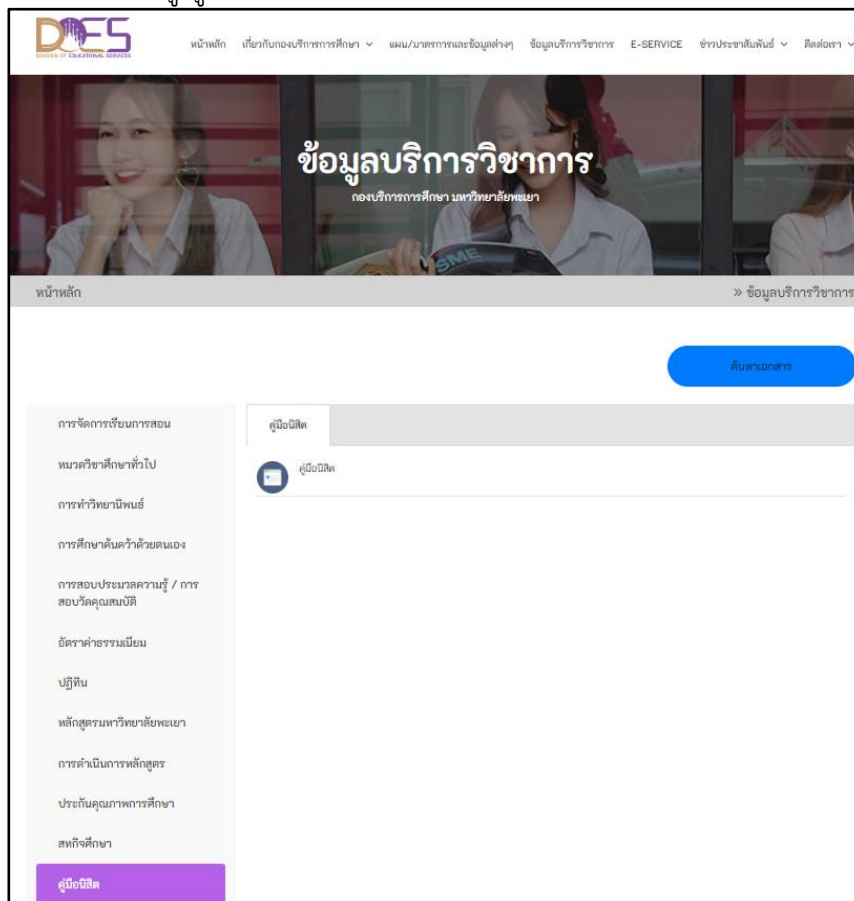 DOES
DIVISION OF EDUCATIONAL SERVICES
หน้าหลัก เกี่ยวกับกองบริการการศึกษา แผน/มาตรการและข้อมูลต่างๆ ข้อมูลบริการวิชาการ E-SERVICE ข่าวประชาสัมพันธ์ ติดต่อเรา
ข้อมูลบริการวิชาการ
กองบริการการศึกษา มหาวิทยาลัยพะเยา
SME
หน้าหลัก » ข้อมูลบริการวิชาการ
ค้นหาเอกสาร
การจัดการเรียนการสอน
หมวดวิชาศึกษาทั่วไป
การทำวิทยานิพนธ์
การศึกษาค้นคว้าด้วยตนเอง
การสอบประมวลความรู้ / การ
สอบวัดคุณสมบัติ
อัตราค่าธรรมเนียม
ปฏิทิน
หลักสูตรมหาวิทยาลัยพะเยา
การดำเนินการหลักสูตร
ประกันคุณภาพการศึกษา
สหกิจศึกษา
คู่มือนิสิต
คู่มือนิสิต
คู่มือนิสิต